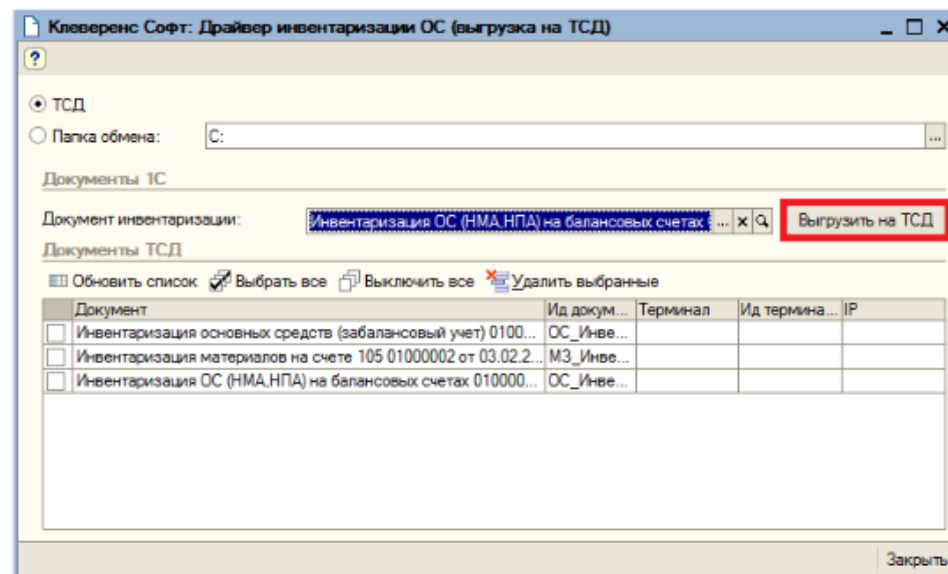 Клеверенс Софт: Драйвер инвентаризации ОС (выгрузка на ТСД)
?
ТСД
Папка обмена: C: ...
Документы 1С
Документ инвентаризации: Инвентаризация ОС (НМА,НПА) на балансовых счетах ... x Выгрузить на ТСД
Документы ТСД
Обновить список Выбрать все Выключить все Удалить выбранные
Документ Ид докум... Терминал Ид термина... IP
Инвентаризация основных средств (забалансовый учет) 0100... ОС_Инве...
Инвентаризация материалов на счете 105 01000002 от 03.02.2... МЗ_Инве...
Инвентаризация ОС (НМА,НПА) на балансовых счетах 010000... ОС_Инве...
Закрыть